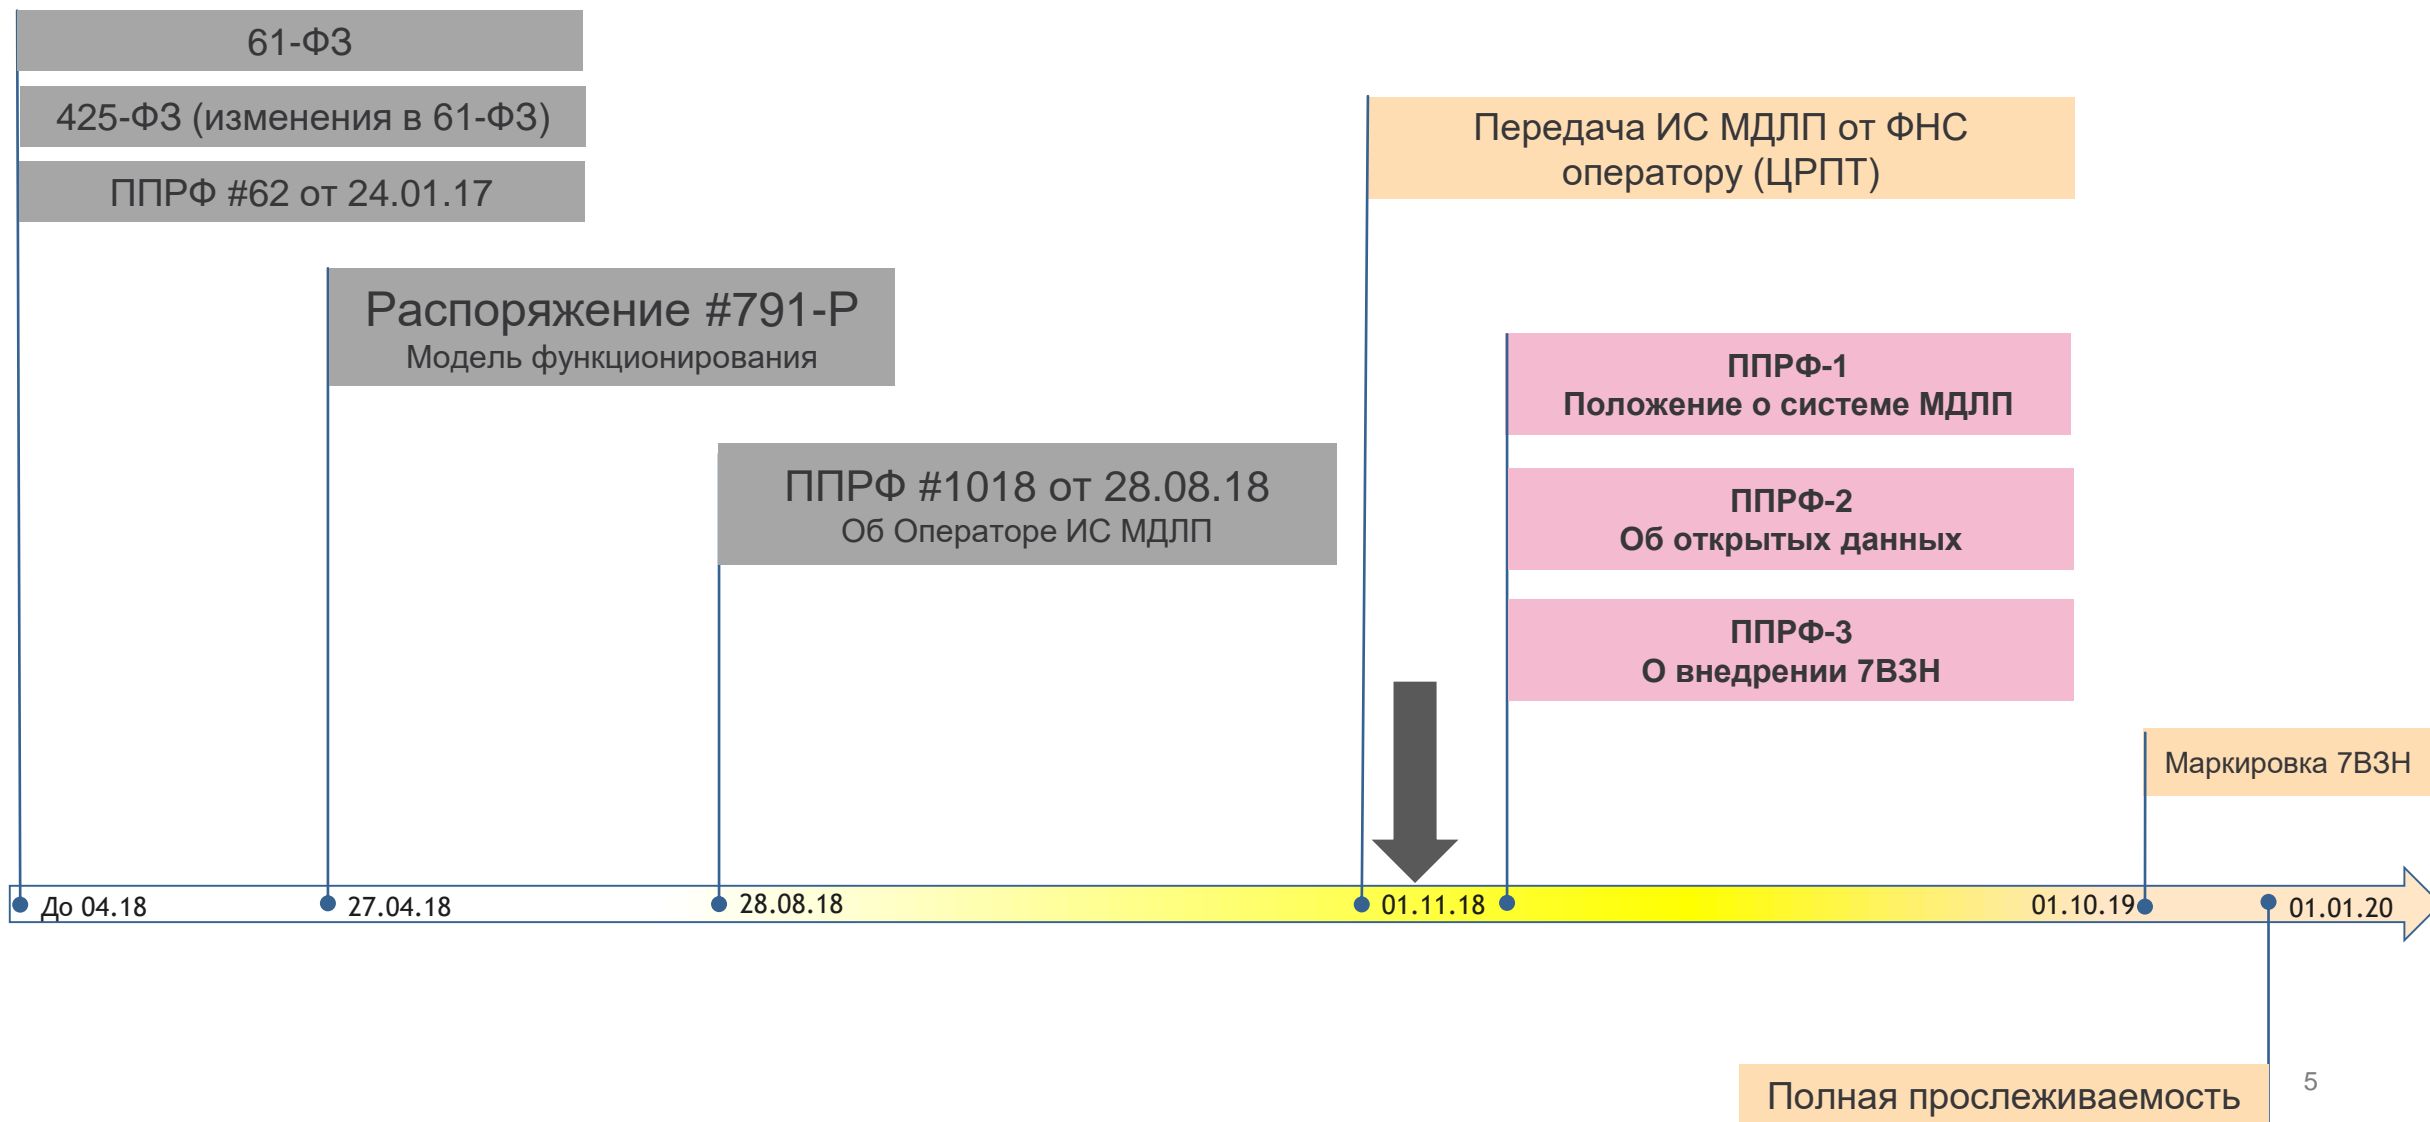 61-ФЗ
425-ФЗ (изменения в 61-ФЗ)
ППРФ #62 от 24.01.17
Передача ИС МДЛП от ФНС
оператору (ЦРПТ)
Распоряжение #791-Р
Модель функционирования
ППРФ-1
Положение о системе МДЛП
ППРФ #1018 от 28.08.18
Об Операторе ИС МДЛП
ППРФ-2
Об открытых данных
ППРФ-3
О внедрении 7ВЗН
Маркировка 7ВЗН
До 04.18
27.04.18
28.08.18
01.11.18
01.10.19
01.01.20
Полная прослеживаемость
5